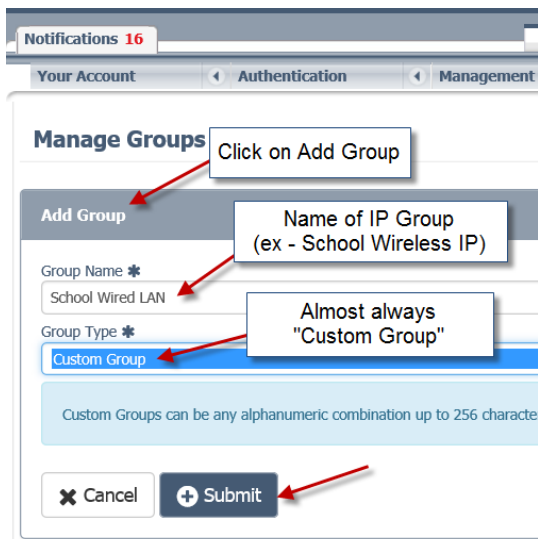 Notifications 16
Your Account Authentication Management
Manage Groups
Click on Add Group
Add Group
Name of IP Group
(ex - School Wireless IP)
Group Name ✱
School Wired LAN
Almost always
"Custom Group"
Group Type ✱
Custom Group
Custom Groups can be any alphanumeric combination up to 256 characte
Cancel Submit